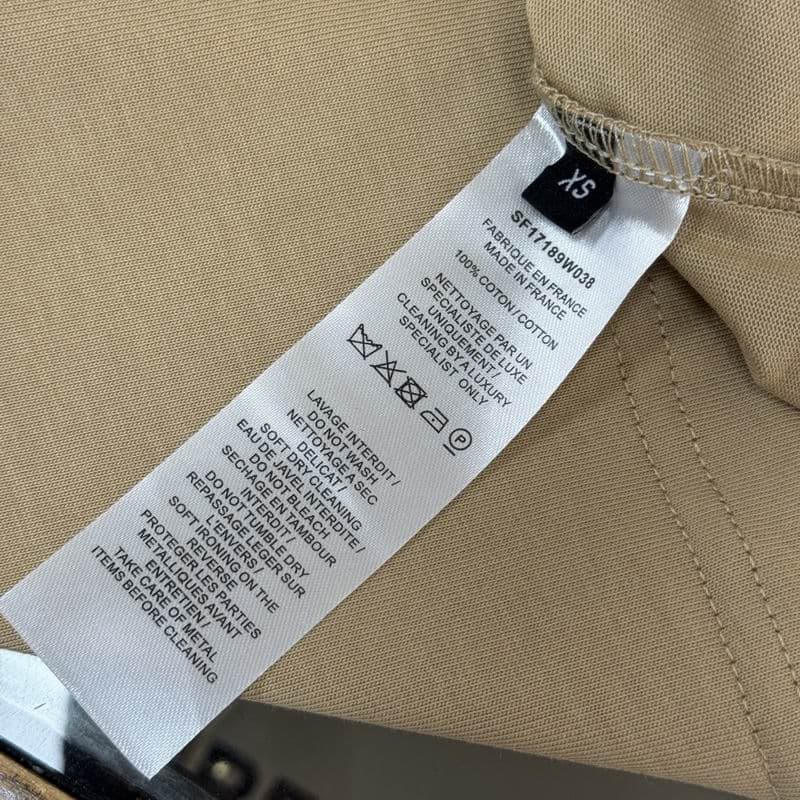 XS
SF17189W038
FABRIQUE EN FRANCE
MADE IN FRANCE
100% COTON / COTTON
NETTOYAGE PAR UN
SPECIALISTE DE LUXE
UNIQUEMENT/
CLEANING BY A LUXURY
SPECIALIST ONLY
P
LAVAGE INTERDIT/
DO NOT WASH
NETTOYAGE A SEC
DELICAT/
SOFT DRY CLEANING
EAU DE JAVEL INTERDITE/
DO NOT BLEACH
SECHAGE EN TAMBOUR
INTERDIT/
DO NOT TUMBLE DRY
REPASSAGE LEGER SUR
L'ENVERS/
SOFT IRONING ON THE
REVERSE
PROTEGER LES PARTIES
METALLIQUES AVANT
ENTRETIEN/
TAKE CARE OF METAL
ITEMS BEFORE CLEANING